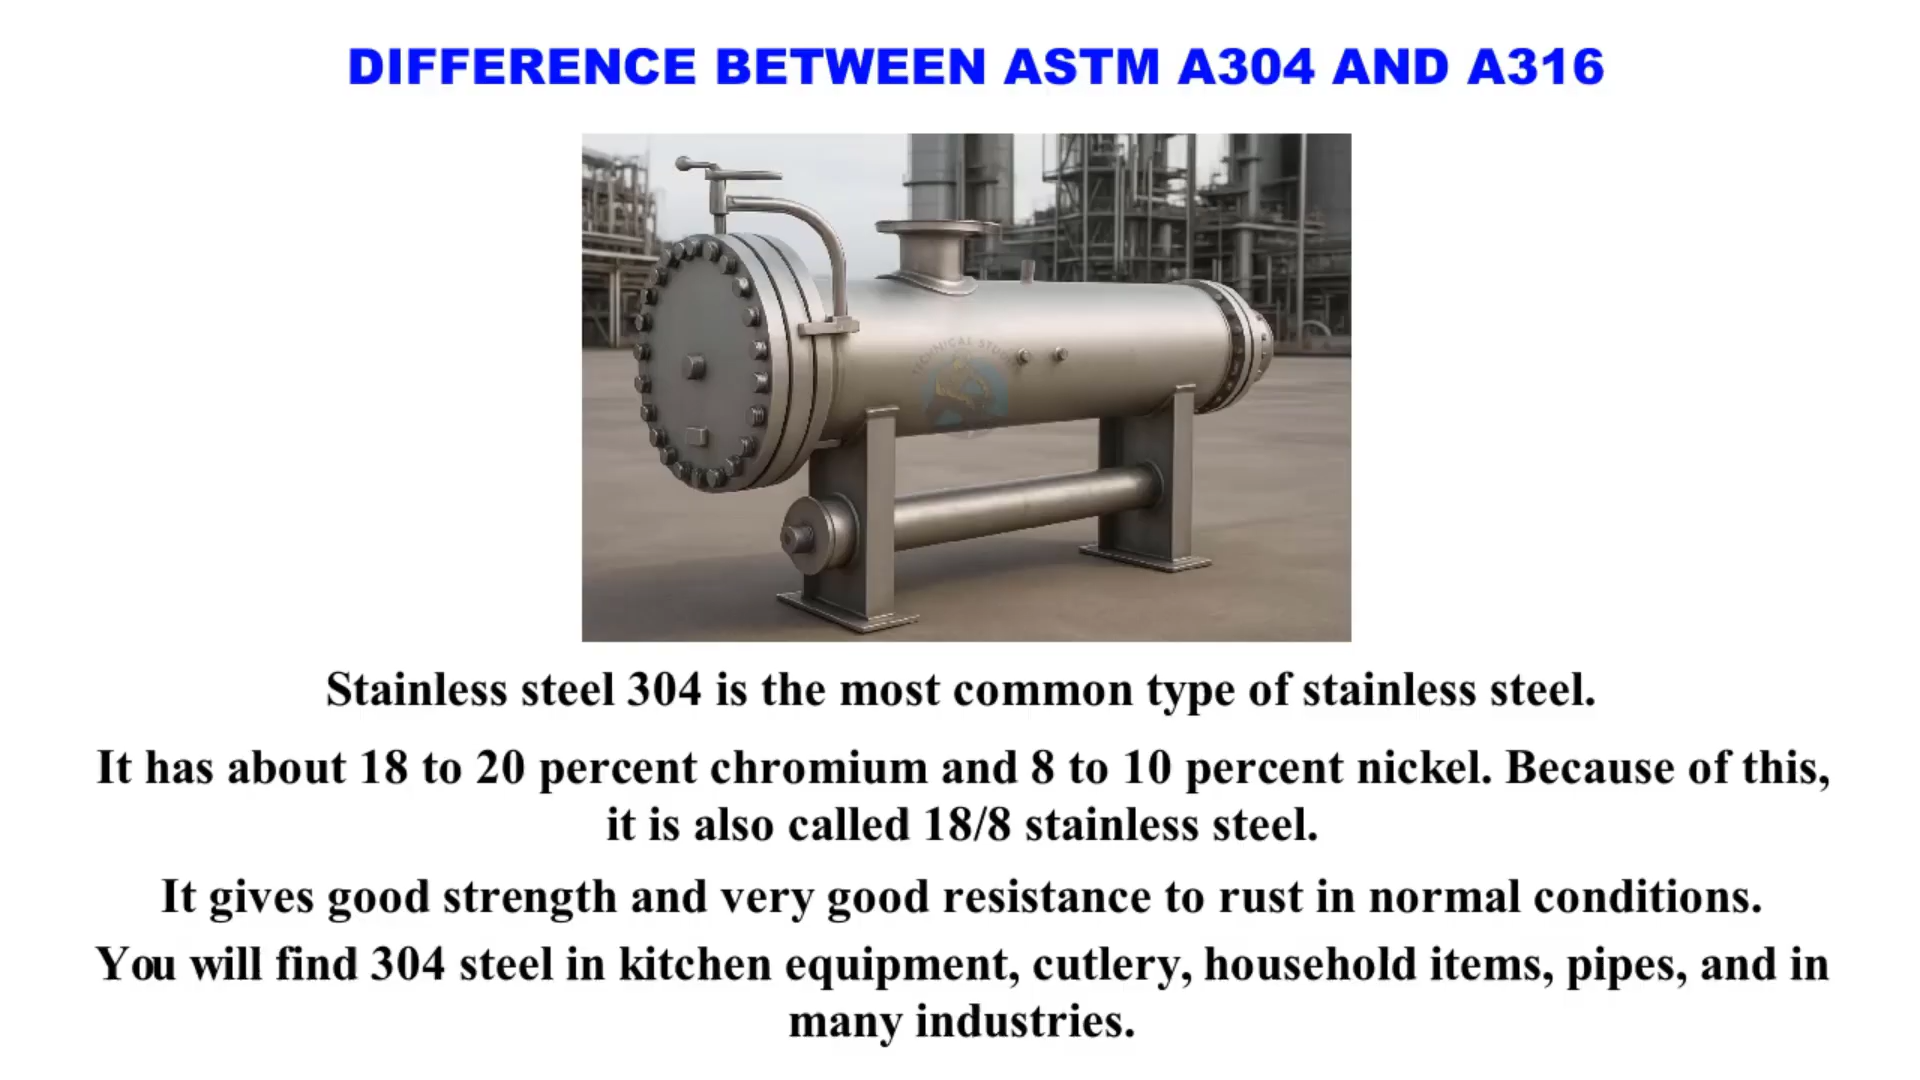 DIFFERENCE BETWEEN ASTM A304 AND A316
TECHNICAL STUDIES
Stainless steel 304 is the most common type of stainless steel.
It has about 18 to 20 percent chromium and 8 to 10 percent nickel. Because of this,
it is also called 18/8 stainless steel.
It gives good strength and very good resistance to rust in normal conditions.
You will find 304 steel in kitchen equipment, cutlery, household items, pipes, and in
many industries.